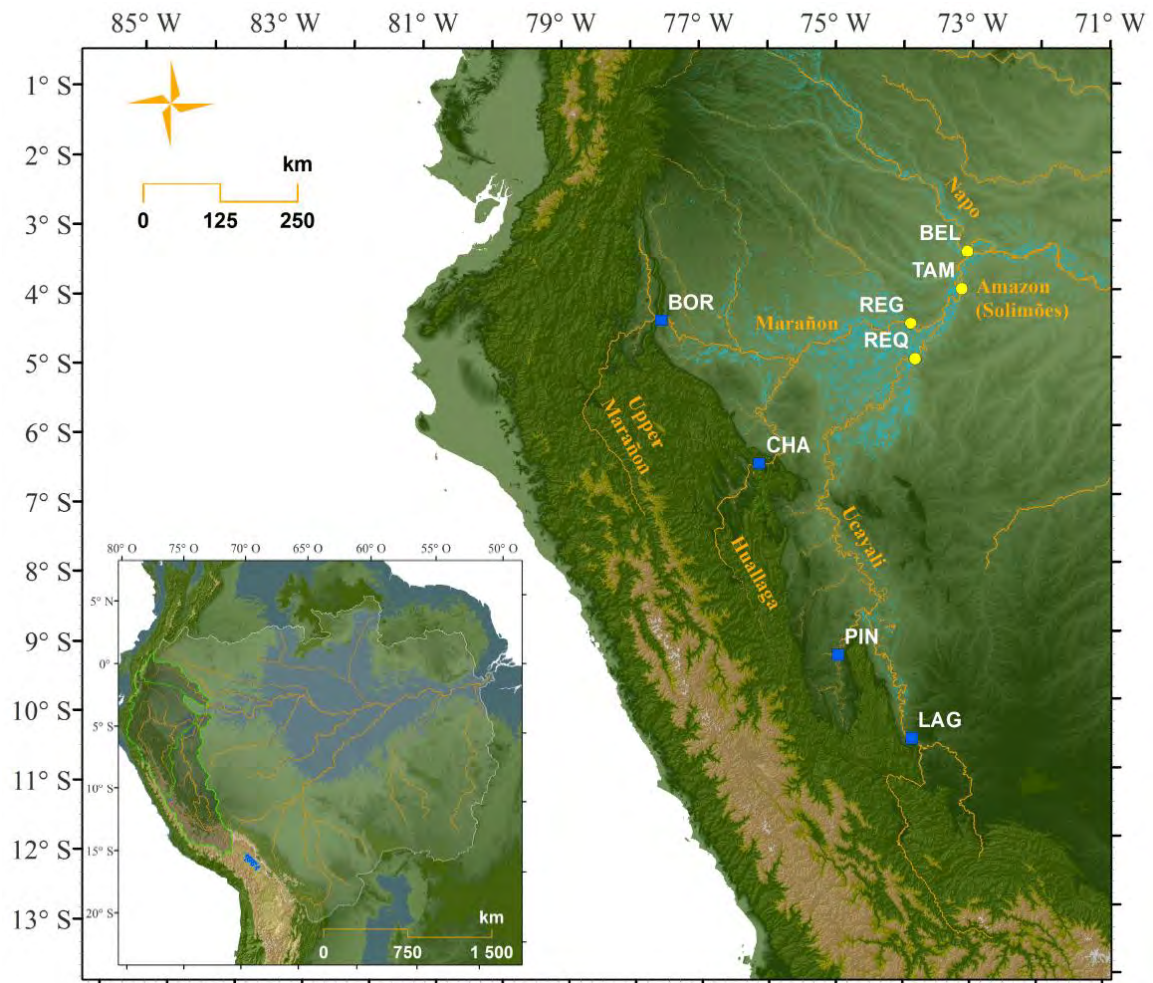 85° W 83° W 81° W 79° W 77° W 75° W 73° W 71° W
1° S
2° S
km
0 125 250
3° S
Napo
BEL
TAM
4° S
Amazon
(Solimões)
REG
BOR
Marañon
REQ
5° S
6° S
Upper
Marañon
CHA
7° S
Ucayali
Huallaga
8° S
9° S
PIN
10° S
LAG
11° S
12° S
13° S
80° O 75° O 70° O 65° O 60° O 55° O 50° O
5° N
0°
5° S
10° S
15° S
20° S
km
0 750 1 500